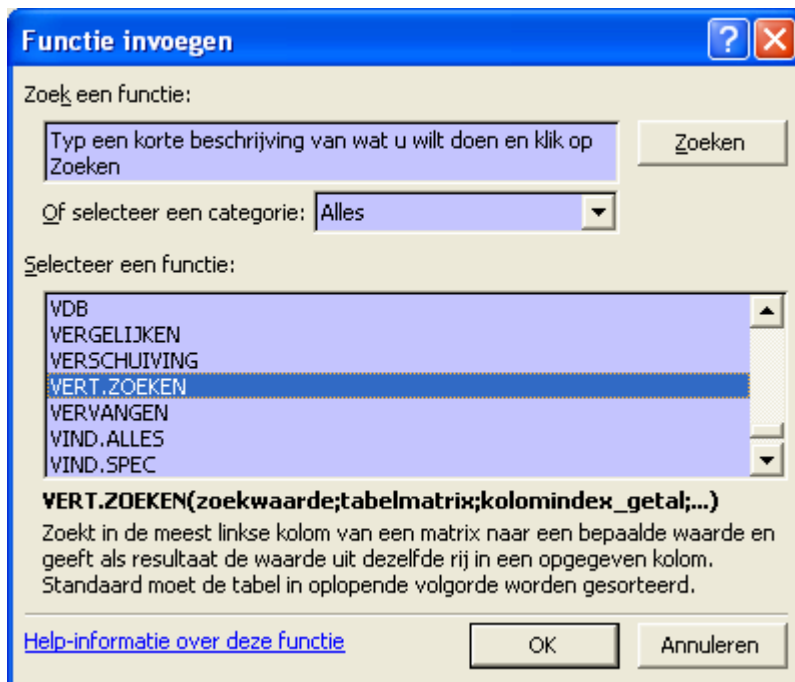 Functie invoegen
Zoek een functie:
Typ een korte beschrijving van wat u wilt doen en klik op
Zoeken
Zoeken
Of selecteer een categorie: Alles
Selecteer een functie:
VDB
VERGELIJKEN
VERSCHUIVING
VERT.ZOEKEN
VERVANGEN
VIND.ALLES
VIND.SPEC
VERT.ZOEKEN(zoekwaarde;tabelmatrix;kolomindex_getal;...)
Zoekt in de meest linkse kolom van een matrix naar een bepaalde waarde en
geeft als resultaat de waarde uit dezelfde rij in een opgegeven kolom.
Standaard moet de tabel in oplopende volgorde worden gesorteerd.
Help-informatie over deze functie
OK
Annuleren